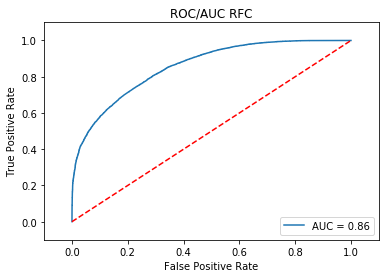 ROC/AUC RFC
True Positive Rate
1.0
0.8
0.6
0.4
0.2
0.0
0.0 0.2 0.4 0.6 0.8 1.0
False Positive Rate
AUC = 0.86